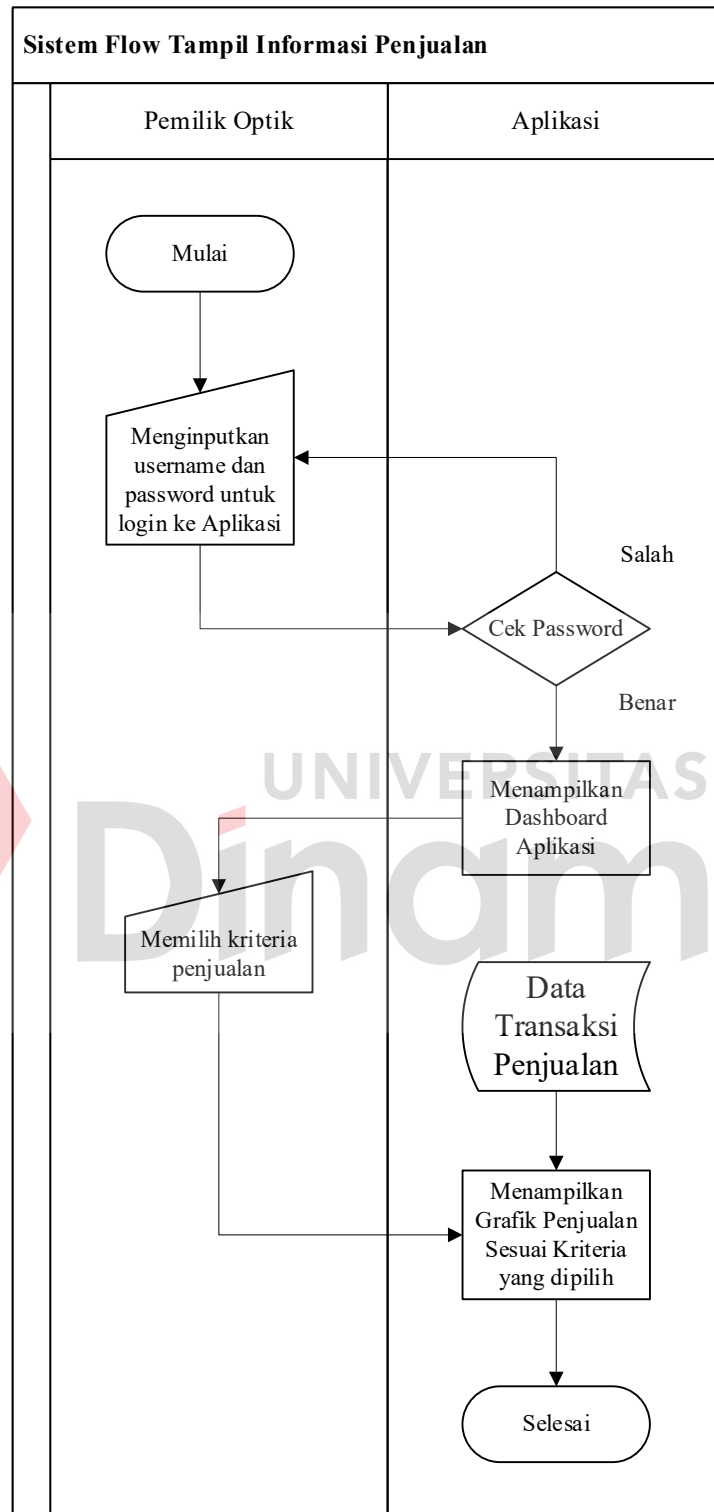 Sistem Flow Tampil Informasi Penjualan
Pemilik Optik
Aplikasi
Mulai
Menginputkan
username dan
password untuk
login ke Aplikasi
Salah
Cek Password
Benar
UNIVERSITAS
Menampilkan
Dashboard
Aplikasi
Dinam
Memilih kriteria
penjualan
Data
Transaksi
Penjualan
Menampilkan
Grafik Penjualan
Sesuai Kriteria
yang dipilih
Selesai